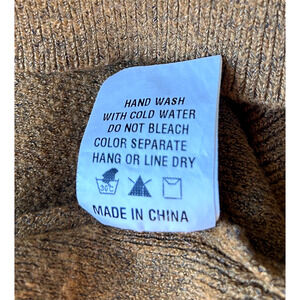 HAND WASH
WITH COLD WATER
DO NOT BLEACH
COLOR SEPARATE
HANG OR LINE DRY
30°C
MADE IN CHINA